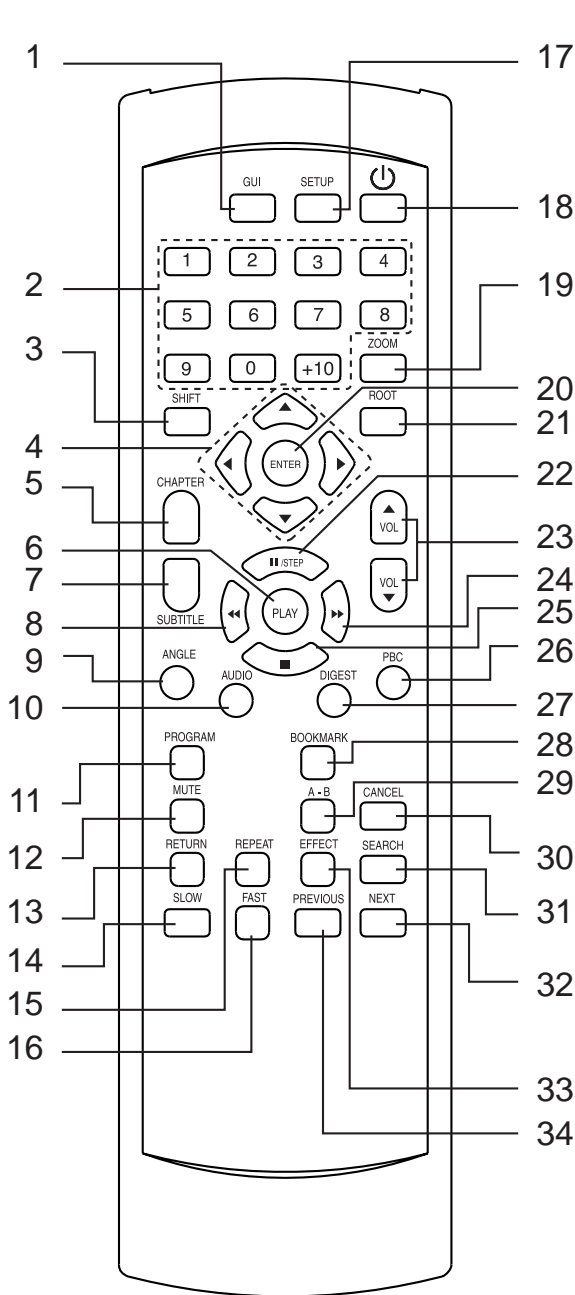 1
17
GUI
SETUP
18
1
2
3
4
2
19
5
6
7
8
3
ZOOM
9
0
+10
20
SHIFT
ROOT
21
4
ENTER
22
5
CHAPTER
VOL
23
6
/STEP
7
VOL
24
8
PLAY
25
SUBTITLE
9
ANGLE
PBC
26
10
AUDIO
DIGEST
27
PROGRAM
BOOKMARK
28
11
29
MUTE
A - B
CANCEL
12
30
RETURN
REPEAT
EFFECT
SEARCH
13
31
SLOW
FAST
PREVIOUS
NEXT
14
32
15
16
33
34